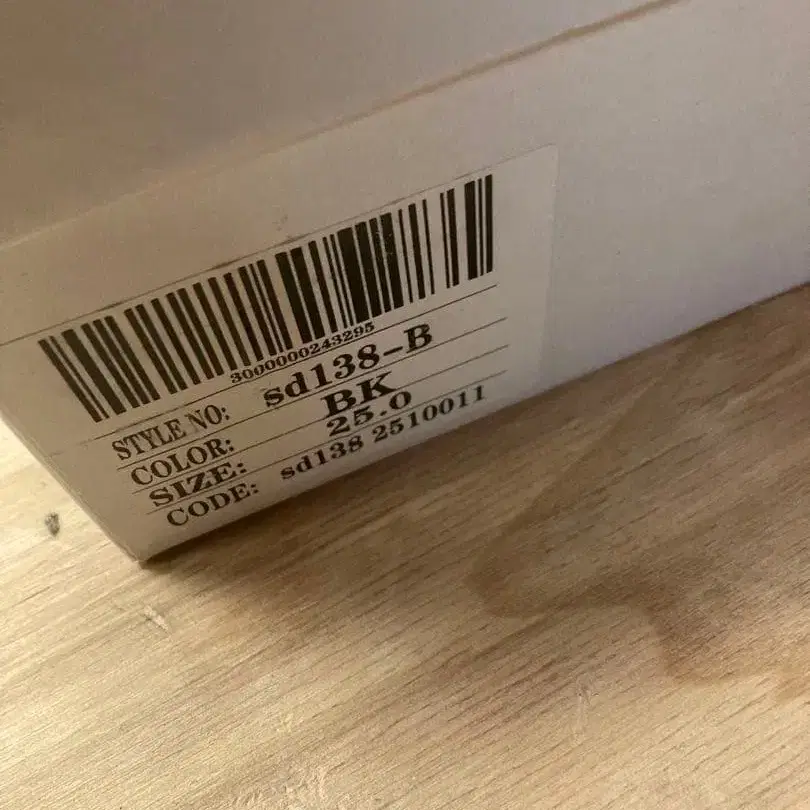 3000000243295
STYLE NO: sd138-B
COLOR: BK
SIZE: 25.0
CODE: sd138 2510011